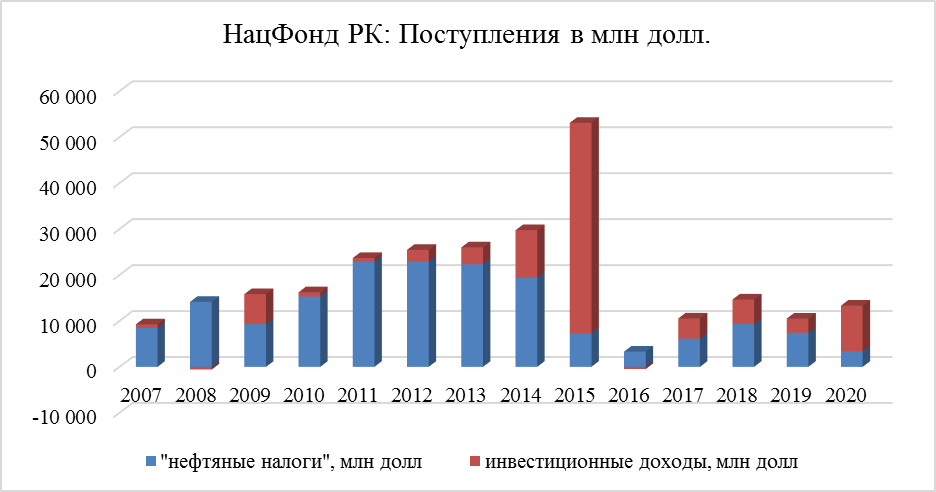 НацФонд РК: Поступления в млн долл.
60 000
50 000
40 000
30 000
20 000
10 000
0
-10 000
2007 2008 2009 2010 2011 2012 2013 2014 2015 2016 2017 2018 2019 2020
"нефтяные налоги", млн долл инвестиционные доходы, млн долл